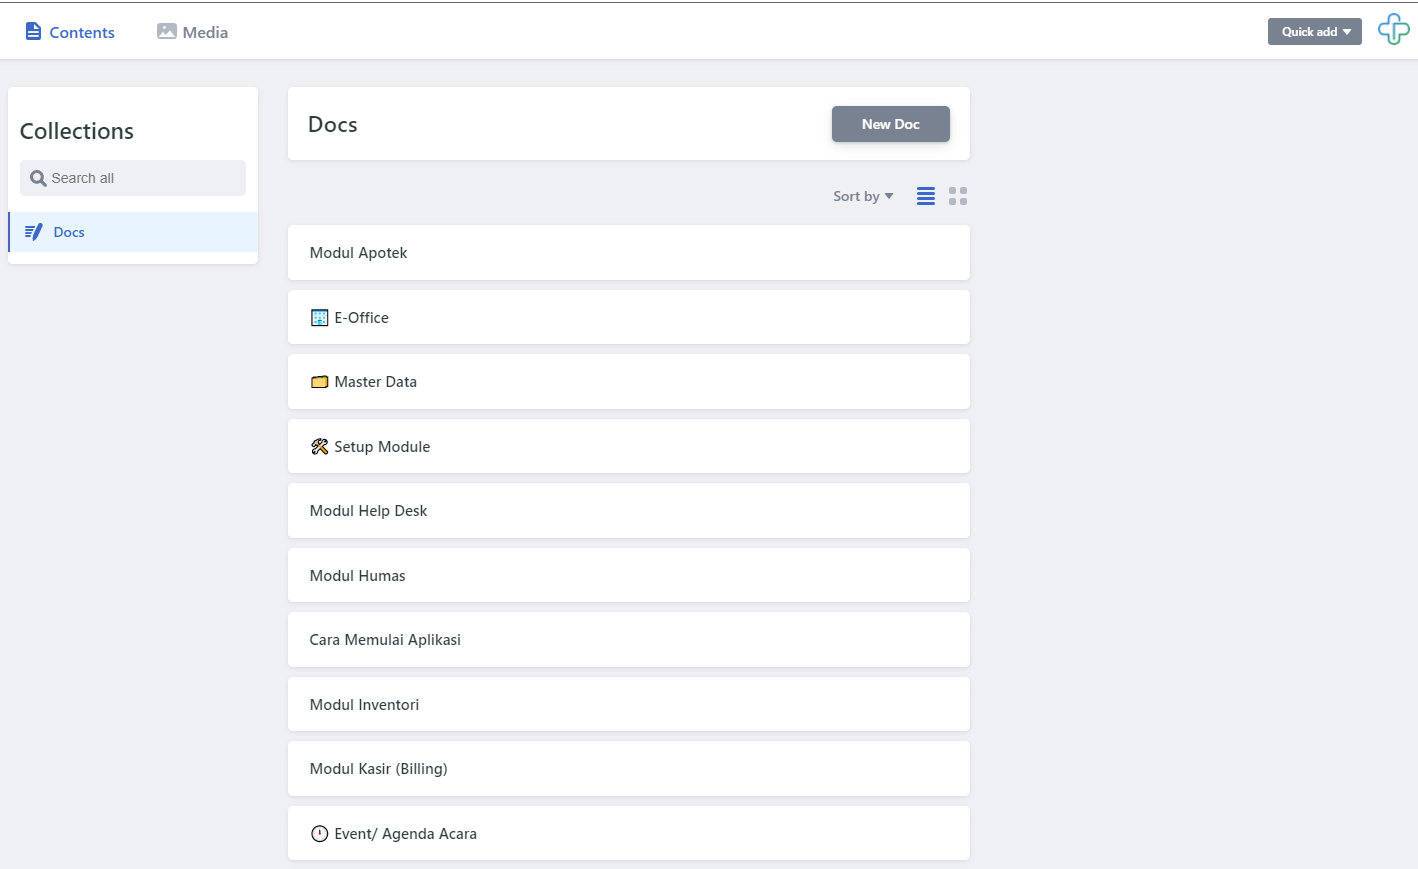 Contents
Media
Quick add
Collections
Search all
Docs
Docs
New Doc
Sort by
Modul Apotek
E-Office
Master Data
Setup Module
Modul Help Desk
Modul Humas
Cara Memulai Aplikasi
Modul Inventori
Modul Kasir (Billing)
Event/ Agenda Acara